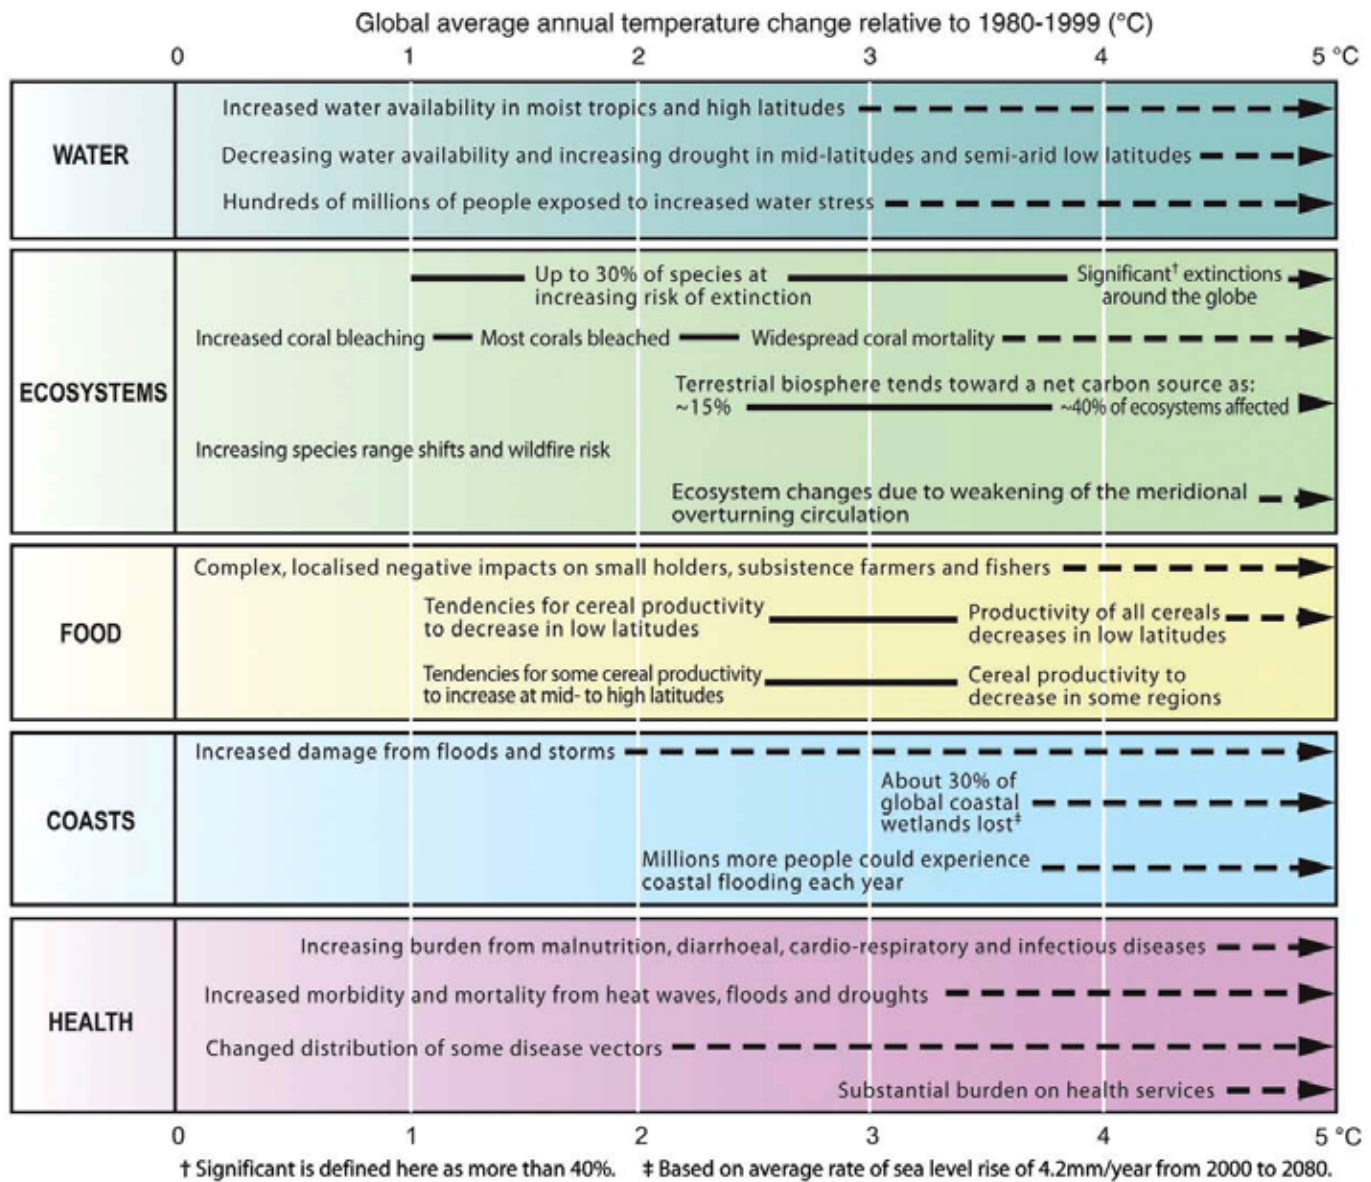 Global average annual temperature change relative to 1980-1999 (°C)
0 1 2 3 4 5 °C
WATER
Increased water availability in moist tropics and high latitudes
Decreasing water availability and increasing drought in mid-latitudes and semi-arid low latitudes
Hundreds of millions of people exposed to increased water stress
ECOSYSTEMS
Up to 30% of species at
increasing risk of extinction
Significant† extinctions
around the globe
Increased coral bleaching Most corals bleached Widespread coral mortality
Terrestrial biosphere tends toward a net carbon source as:
~15% ~40% of ecosystems affected
Increasing species range shifts and wildfire risk
Ecosystem changes due to weakening of the meridional
overturning circulation
FOOD
Complex, localised negative impacts on small holders, subsistence farmers and fishers
Tendencies for cereal productivity
to decrease in low latitudes
Productivity of all cereals
decreases in low latitudes
Tendencies for some cereal productivity
to increase at mid- to high latitudes
Cereal productivity to
decrease in some regions
COASTS
Increased damage from floods and storms
About 30% of
global coastal
wetlands lost‡
Millions more people could experience
coastal flooding each year
HEALTH
Increasing burden from malnutrition, diarrhoeal, cardio-respiratory and infectious diseases
Increased morbidity and mortality from heat waves, floods and droughts
Changed distribution of some disease vectors
Substantial burden on health services
0 1 2 3 4 5 °C
† Significant is defined here as more than 40%. ‡ Based on average rate of sea level rise of 4.2mm/year from 2000 to 2080.